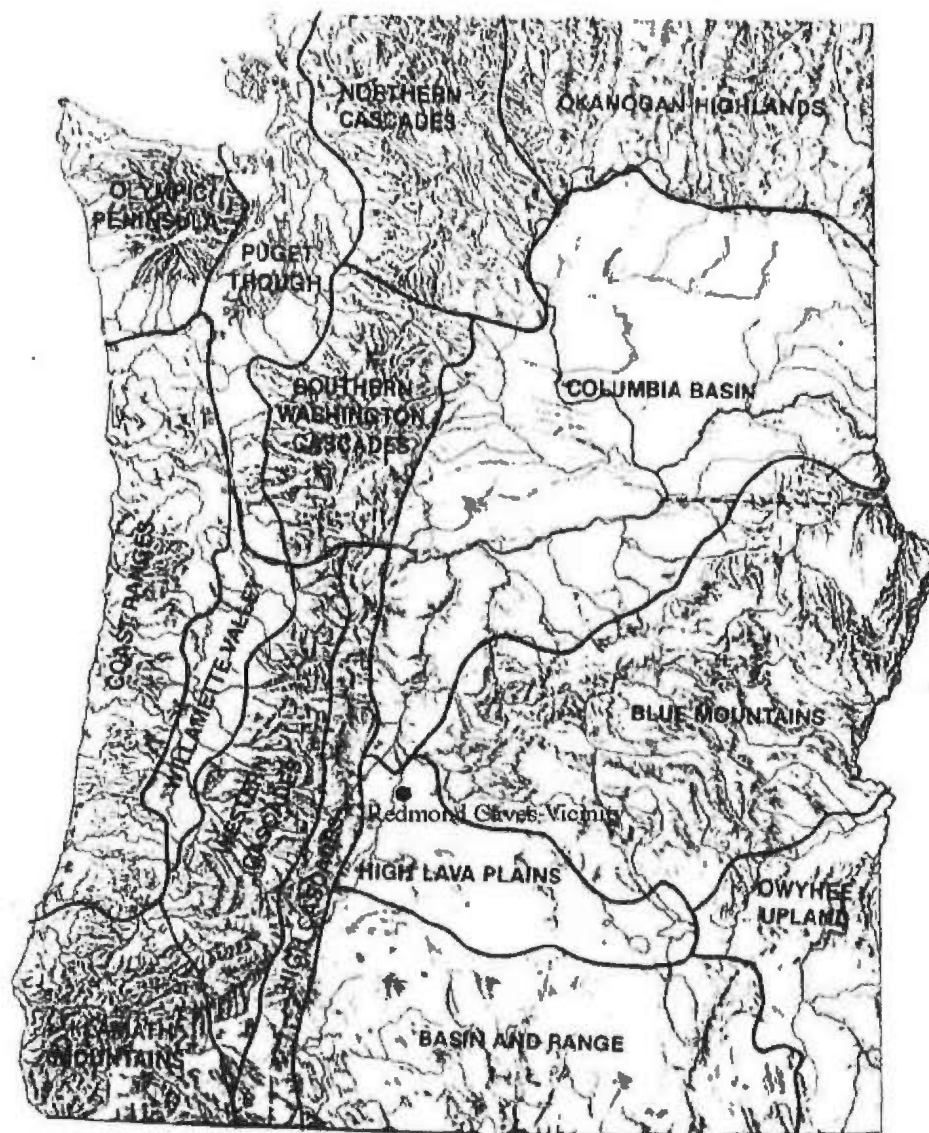 NORTHERN
CASCADES
OKANOGAN HIGHLANDS
OLYMPIC
PENINSULA
PUGET
THOUGH
SOUTHERN
WASHINGTON
CASCADES
COLUMBIA BASIN
COAST RANGES
WILLAMETTE VALLEY
WESTERN
CASCADES
HIGH CASCADES
BLUE MOUNTAINS
Redmond Caves Vicinity
HIGH LAVA PLAINS
OWYHEE
UPLAND
KLAMATH
MOUNTAINS
BASIN AND RANGE